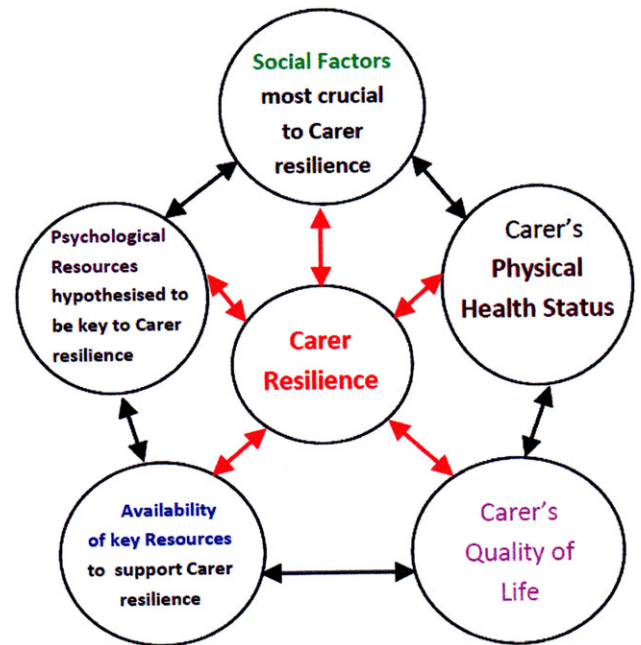 Social Factors
most crucial
to Carer
resilience
Psychological
Resources
hypothesised to
be key to Carer
resilience
Carer's
Physical
Health Status
Carer
Resilience
Availability
of key Resources
to support Carer
resilience
Carer's
Quality of
Life